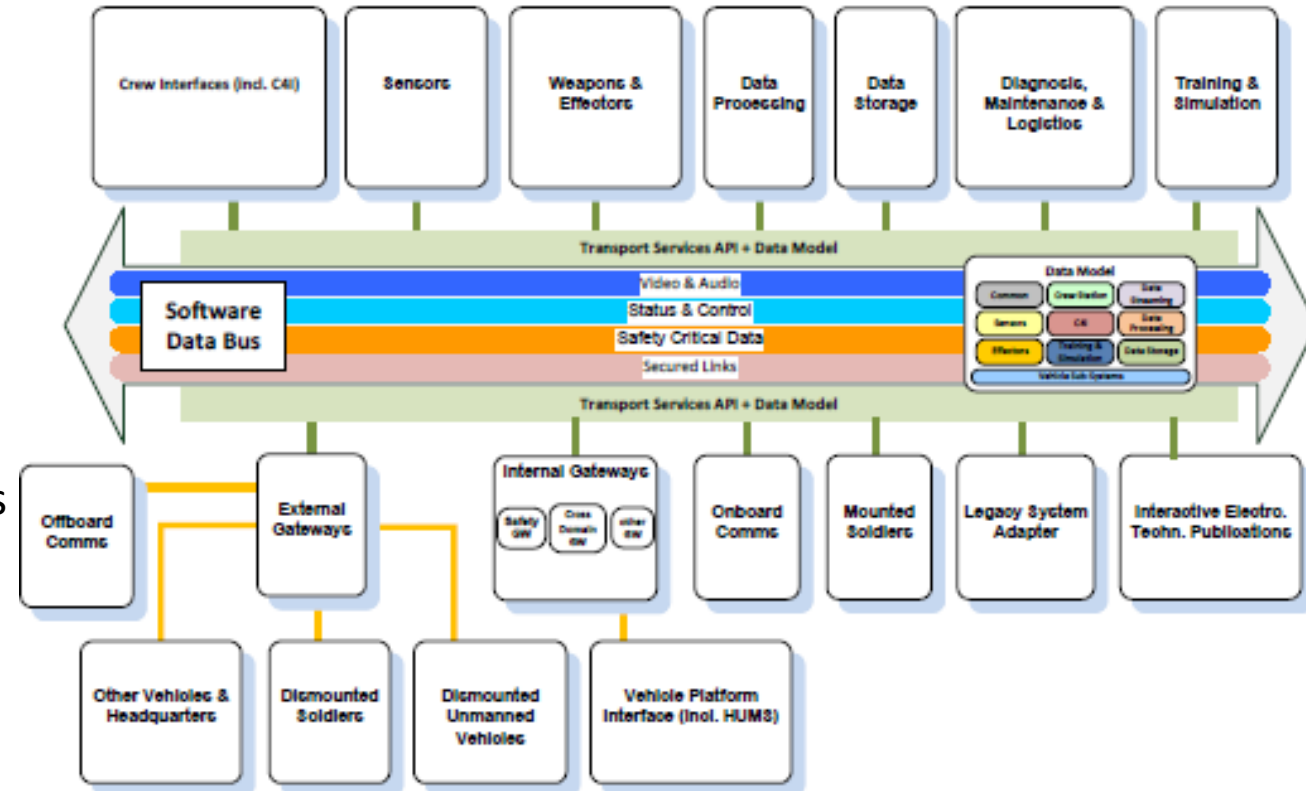 Crew Interfaces (incl. C4I)
Sensors
Weapons &
Effectors
Data
Processing
Data
Storage
Diagnosis,
Maintenance &
Logistics
Training &
Simulation
Transport Services API + Data Model
Video & Audio
Status & Control
Safety Critical Data
Secured Links
Software
Data Bus
Data Model
Common
Crew Station
Data
Streaming
Sensors
C4I
Data
Processing
Effectors
Training &
Simulation
Data Storage
Vehicle Sub Systems
Transport Services API + Data Model
s
Offboard
Comms
External
Gateways
Internal Gateways
Safety
GW
Cross
Domain
GW
other
GW
Onboard
Comms
Mounted
Soldiers
Legacy System
Adapter
Interactive Electro.
Techn. Publications
Other Vehicles &
Headquarters
Dismounted
Soldiers
Dismounted
Unmanned
Vehicles
Vehicle Platform
Interface (incl. HUMS)